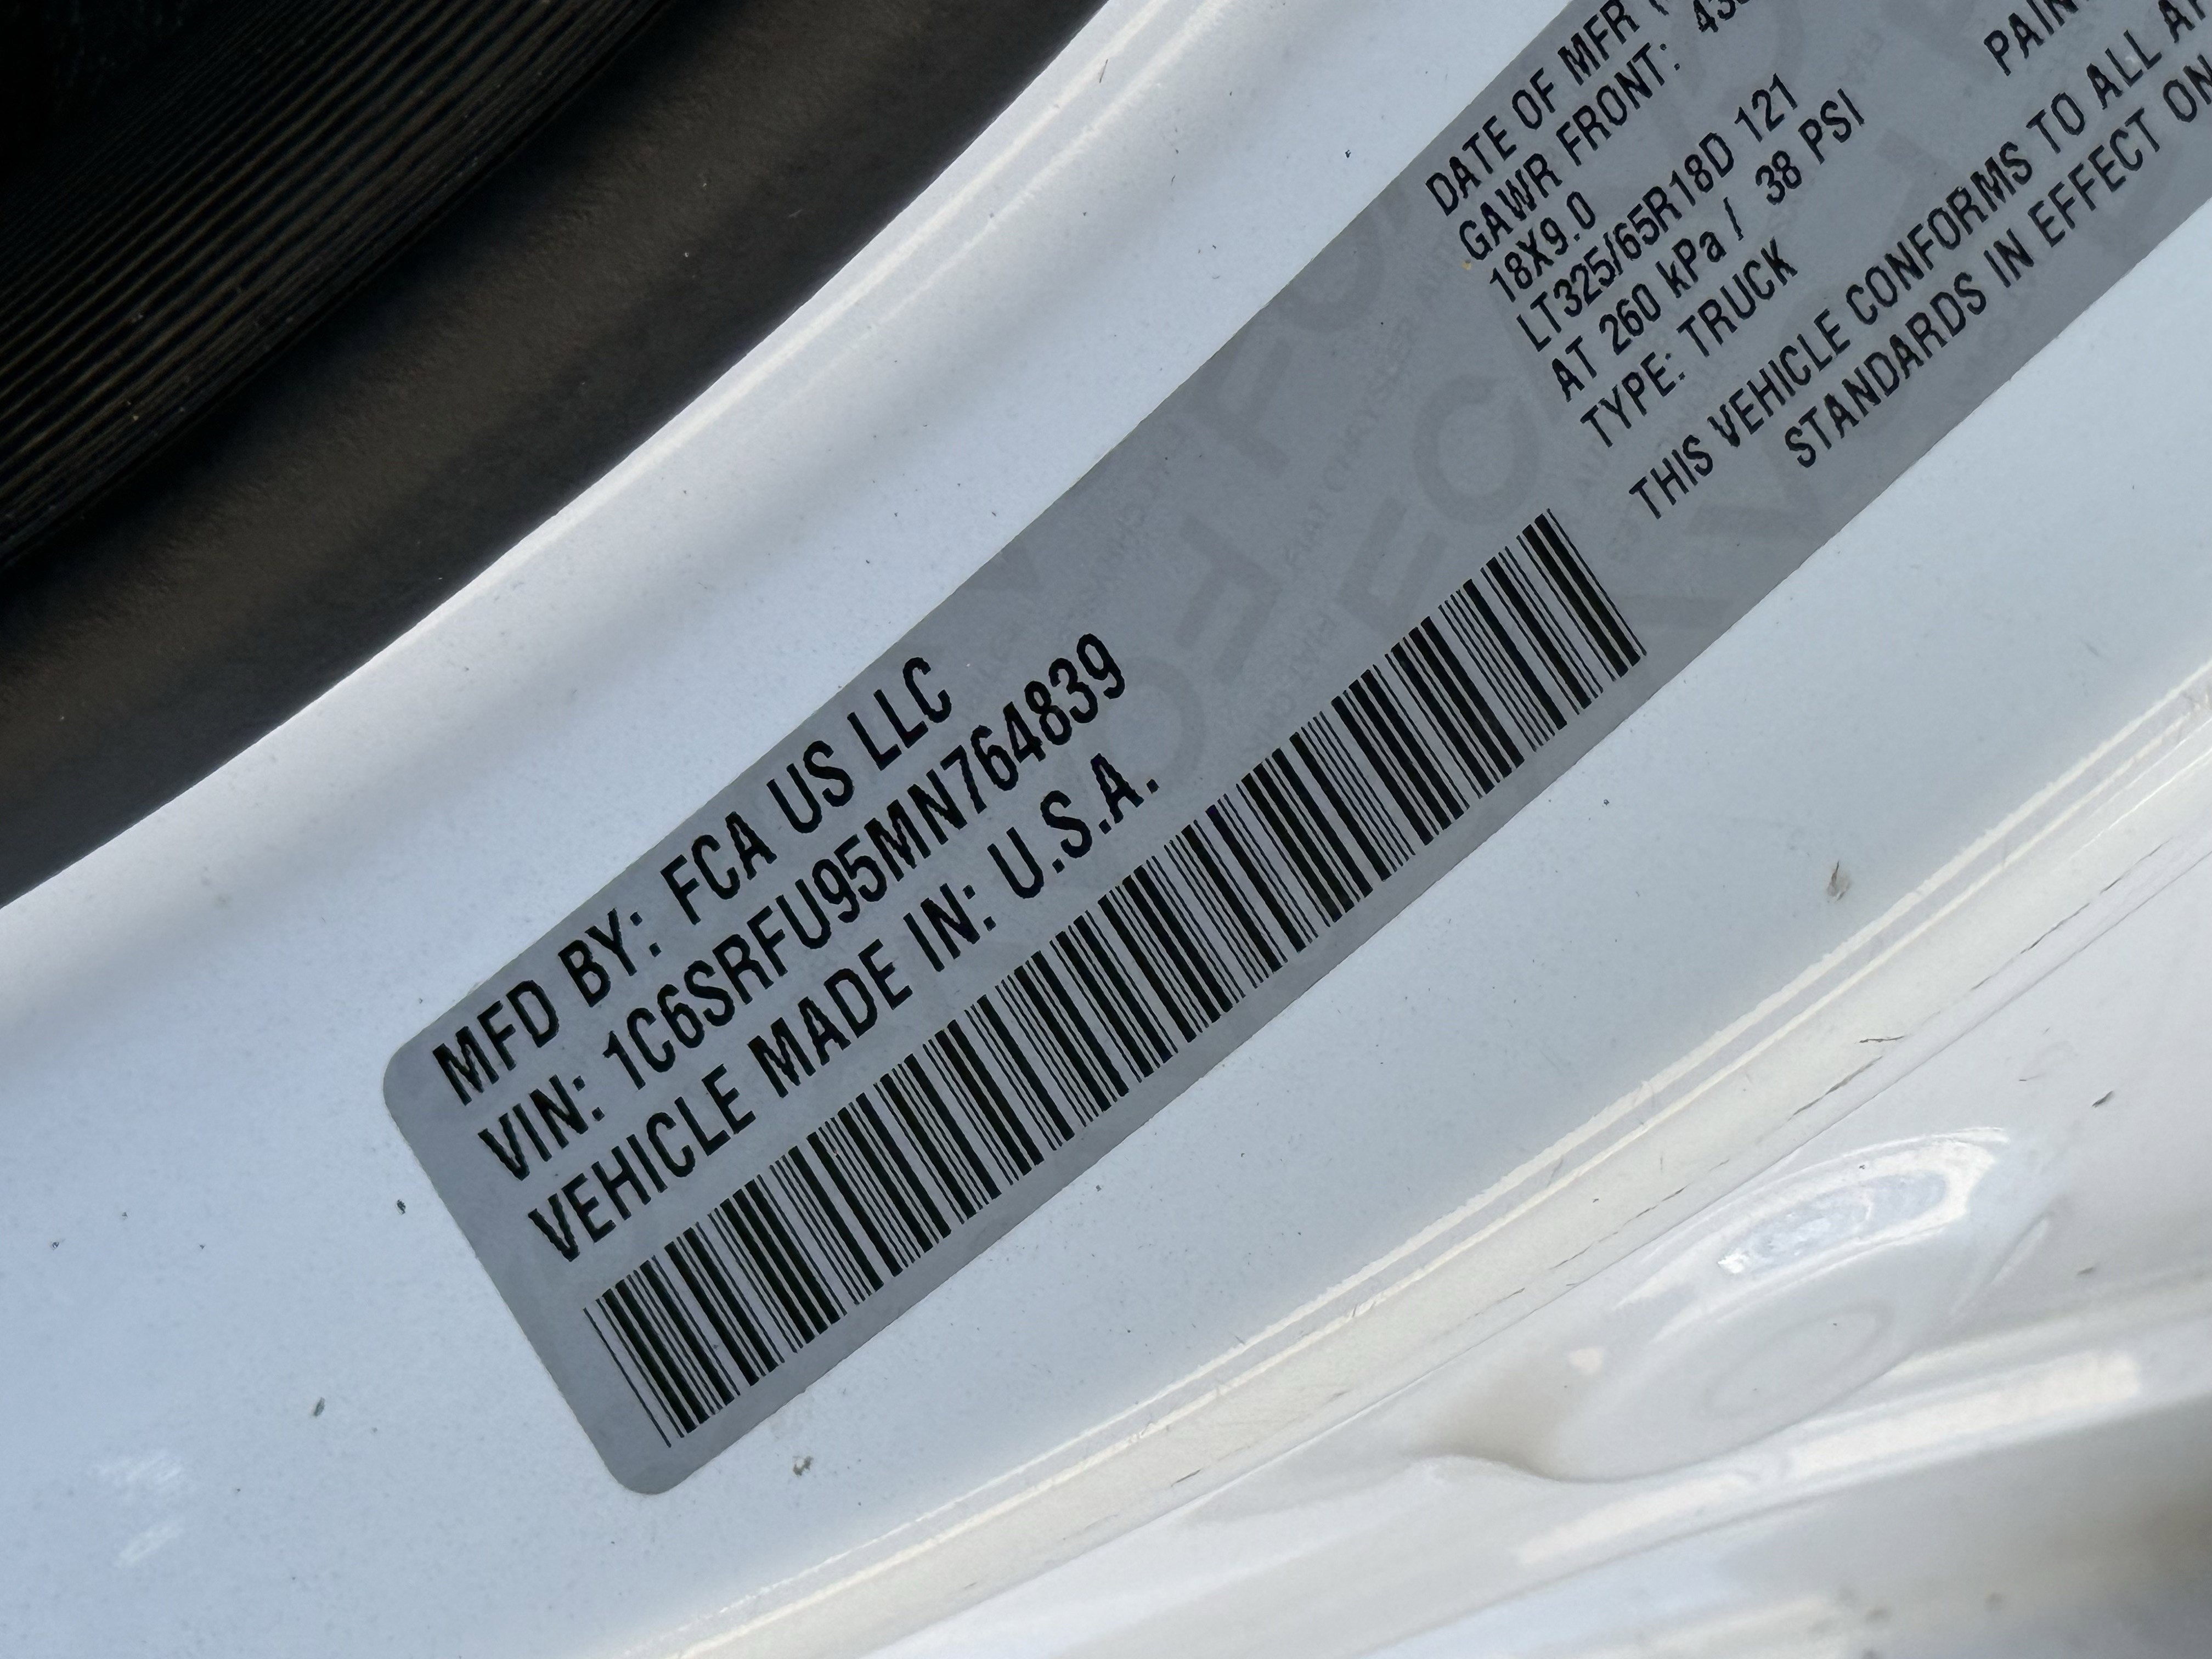 MFD BY: FCA US LLC
VIN: 1C6SRFU95MN764839
VEHICLE MADE IN: U.S.A.
DATE OF MFR
GAWR FRONT:
18X9.0
LT325/65R18D 121
AT 260 kPa / 38 PSI
TYPE: TRUCK
THIS VEHICLE CONFORMS TO ALL
STANDARDS IN EFFECT ON